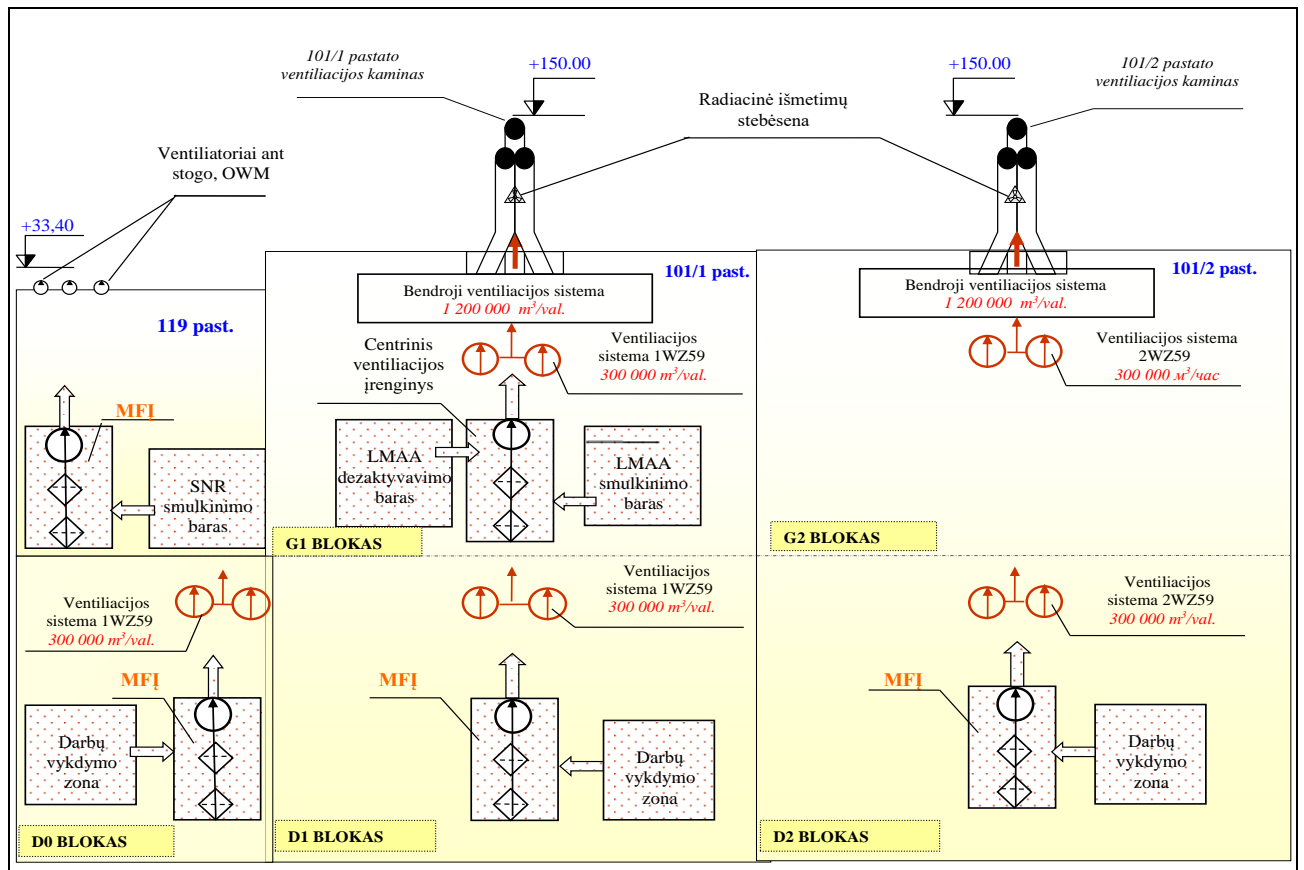 101/1 pastato
ventiliacijos kaminas
+150.00
Radiacinė išmetimų
stebėsena
+150.00
101/2 pastato
ventiliacijos kaminas
Ventiliatoriai ant
stogo, OWM
+33,40
119 past.
101/1 past.
Bendroji ventiliacijos sistema
1 200 000 m³/val.
Centrinis
ventiliacijos
įrenginys
Ventiliacijos
sistema 1WZ59
300 000 m³/val.
101/2 past.
Bendroji ventiliacijos sistema
1 200 000 m³/val.
Ventiliacijos sistema
2WZ59
300 000 м³/час
MFĮ
SNR
smulkinimo
baras
LMAA
dezaktyvavimo
baras
LMAA
smulkinimo
baras
G1 BLOKAS
G2 BLOKAS
Ventiliacijos
sistema 1WZ59
300 000 m³/val.
MFĮ
Darbų
vykdymo
zona
D0 BLOKAS
Ventiliacijos
sistema 1WZ59
300 000 m³/val.
MFĮ
Darbų
vykdymo
zona
D1 BLOKAS
Ventiliacijos
sistema 2WZ59
300 000 m³/val.
MFĮ
Darbų
vykdymo
zona
D2 BLOKAS